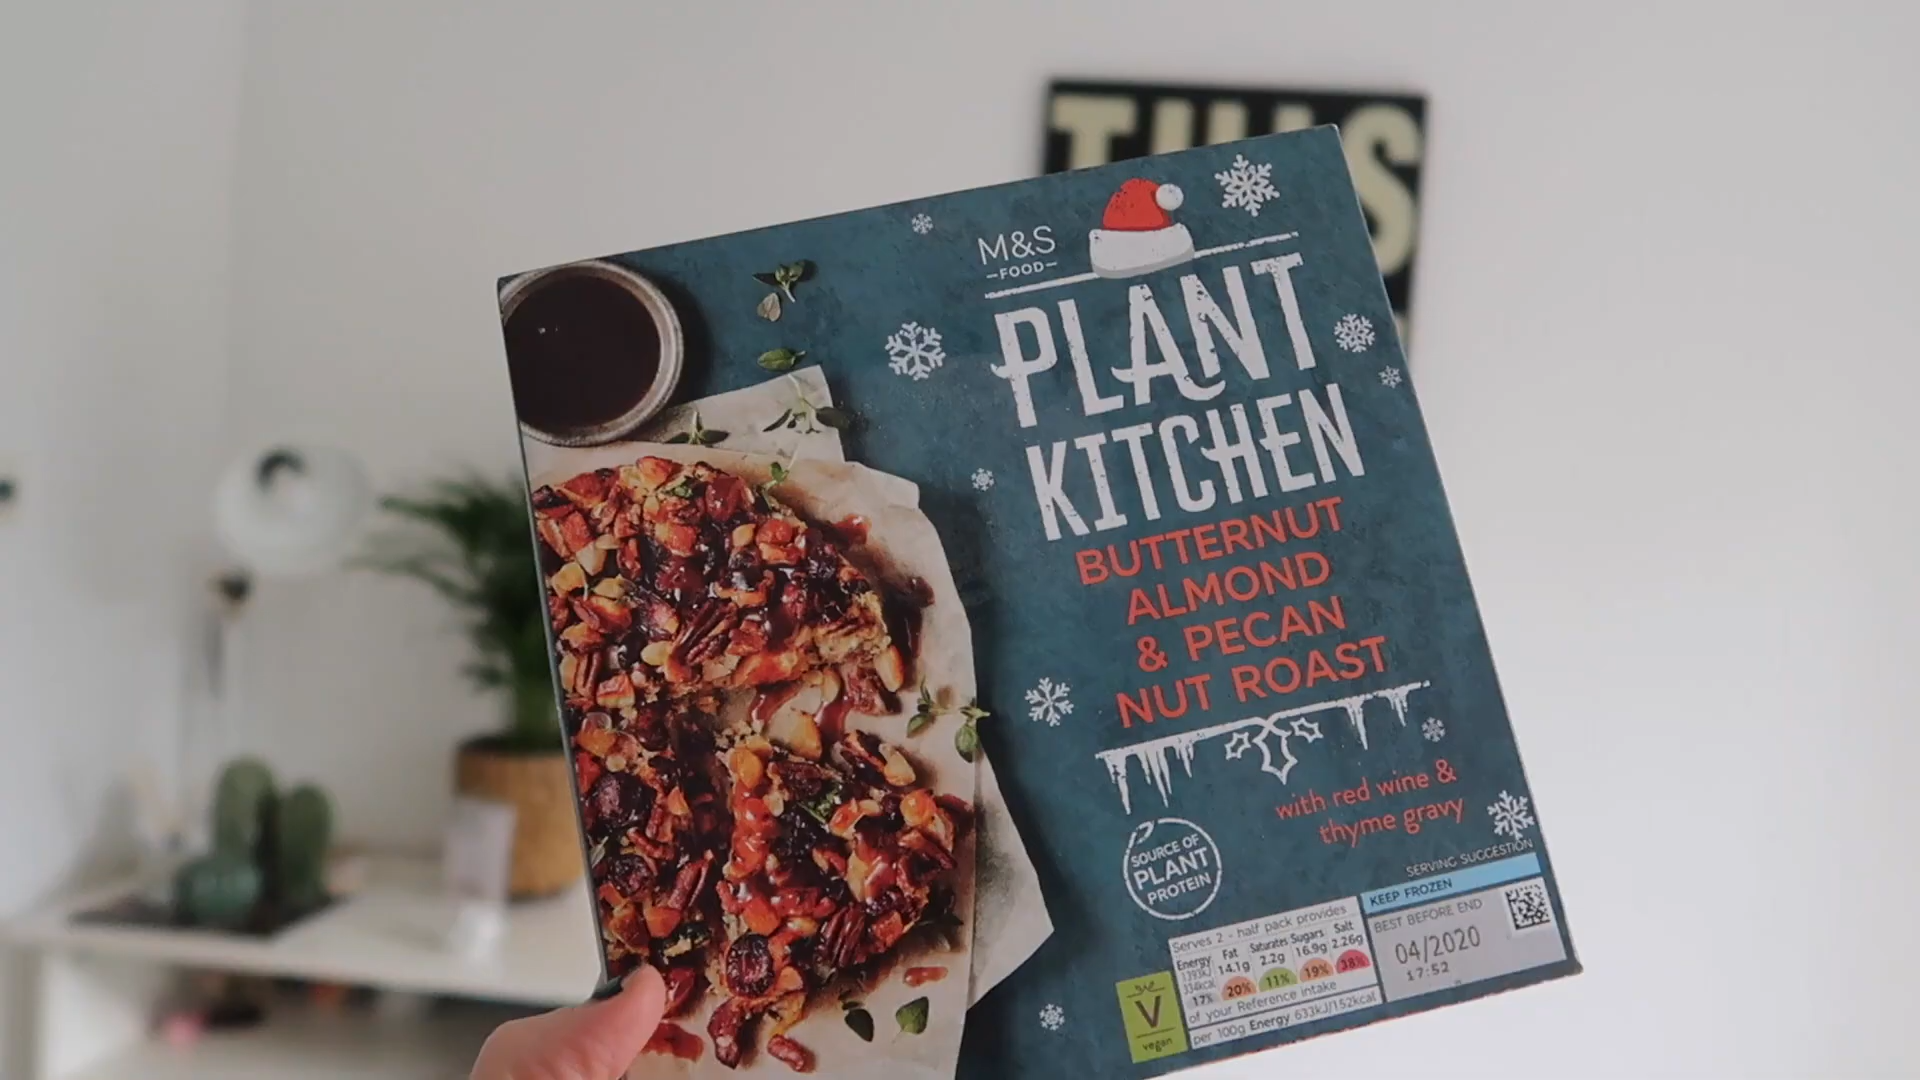 THIS
M&S
FOOD
PLANT
KITCHEN
BUTTERNUT
ALMOND
& PECAN
NUT ROAST
with red wine &
thyme gravy
SOURCE OF
PLANT
PROTEIN
SERVING SUGGESTION
KEEP FROZEN
BEST BEFORE END
04/2020
17:52
Serves 2 - half pack provides
Energy Fat Saturates Sugars Salt
1393kJ 14.1g 2.2g 16.9g 2.26g
334kcal
17% 20% 11% 19% 38%
of your Reference intake
per 100g Energy 633kJ/152kcal
V
vegan